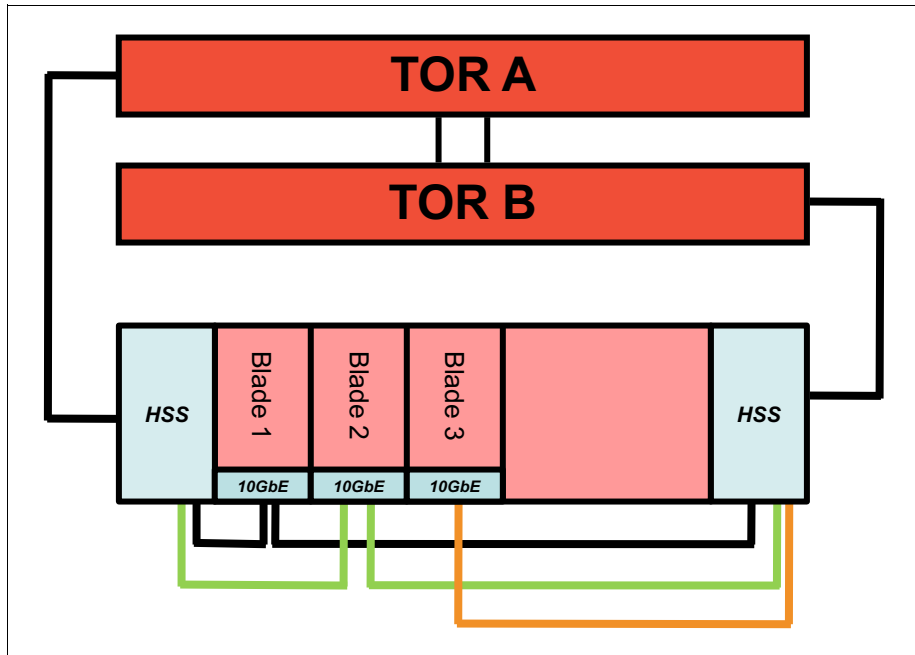 TOR A
TOR B
HSS
Blade 1
Blade 2
Blade 3
HSS
10GbE
10GbE
10GbE